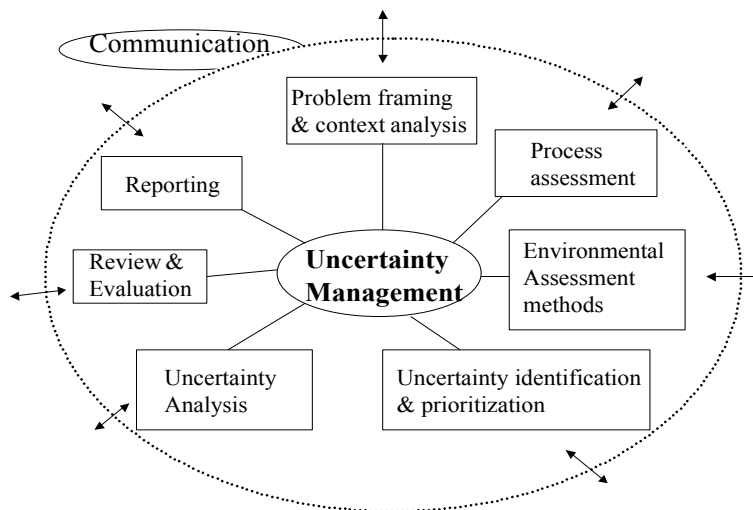 Communication
Problem framing
& context analysis
Process
assessment
Reporting
Environmental
Assessment
methods
Uncertainty
Management
Review &
Evaluation
Uncertainty
Analysis
Uncertainty identification
& prioritization